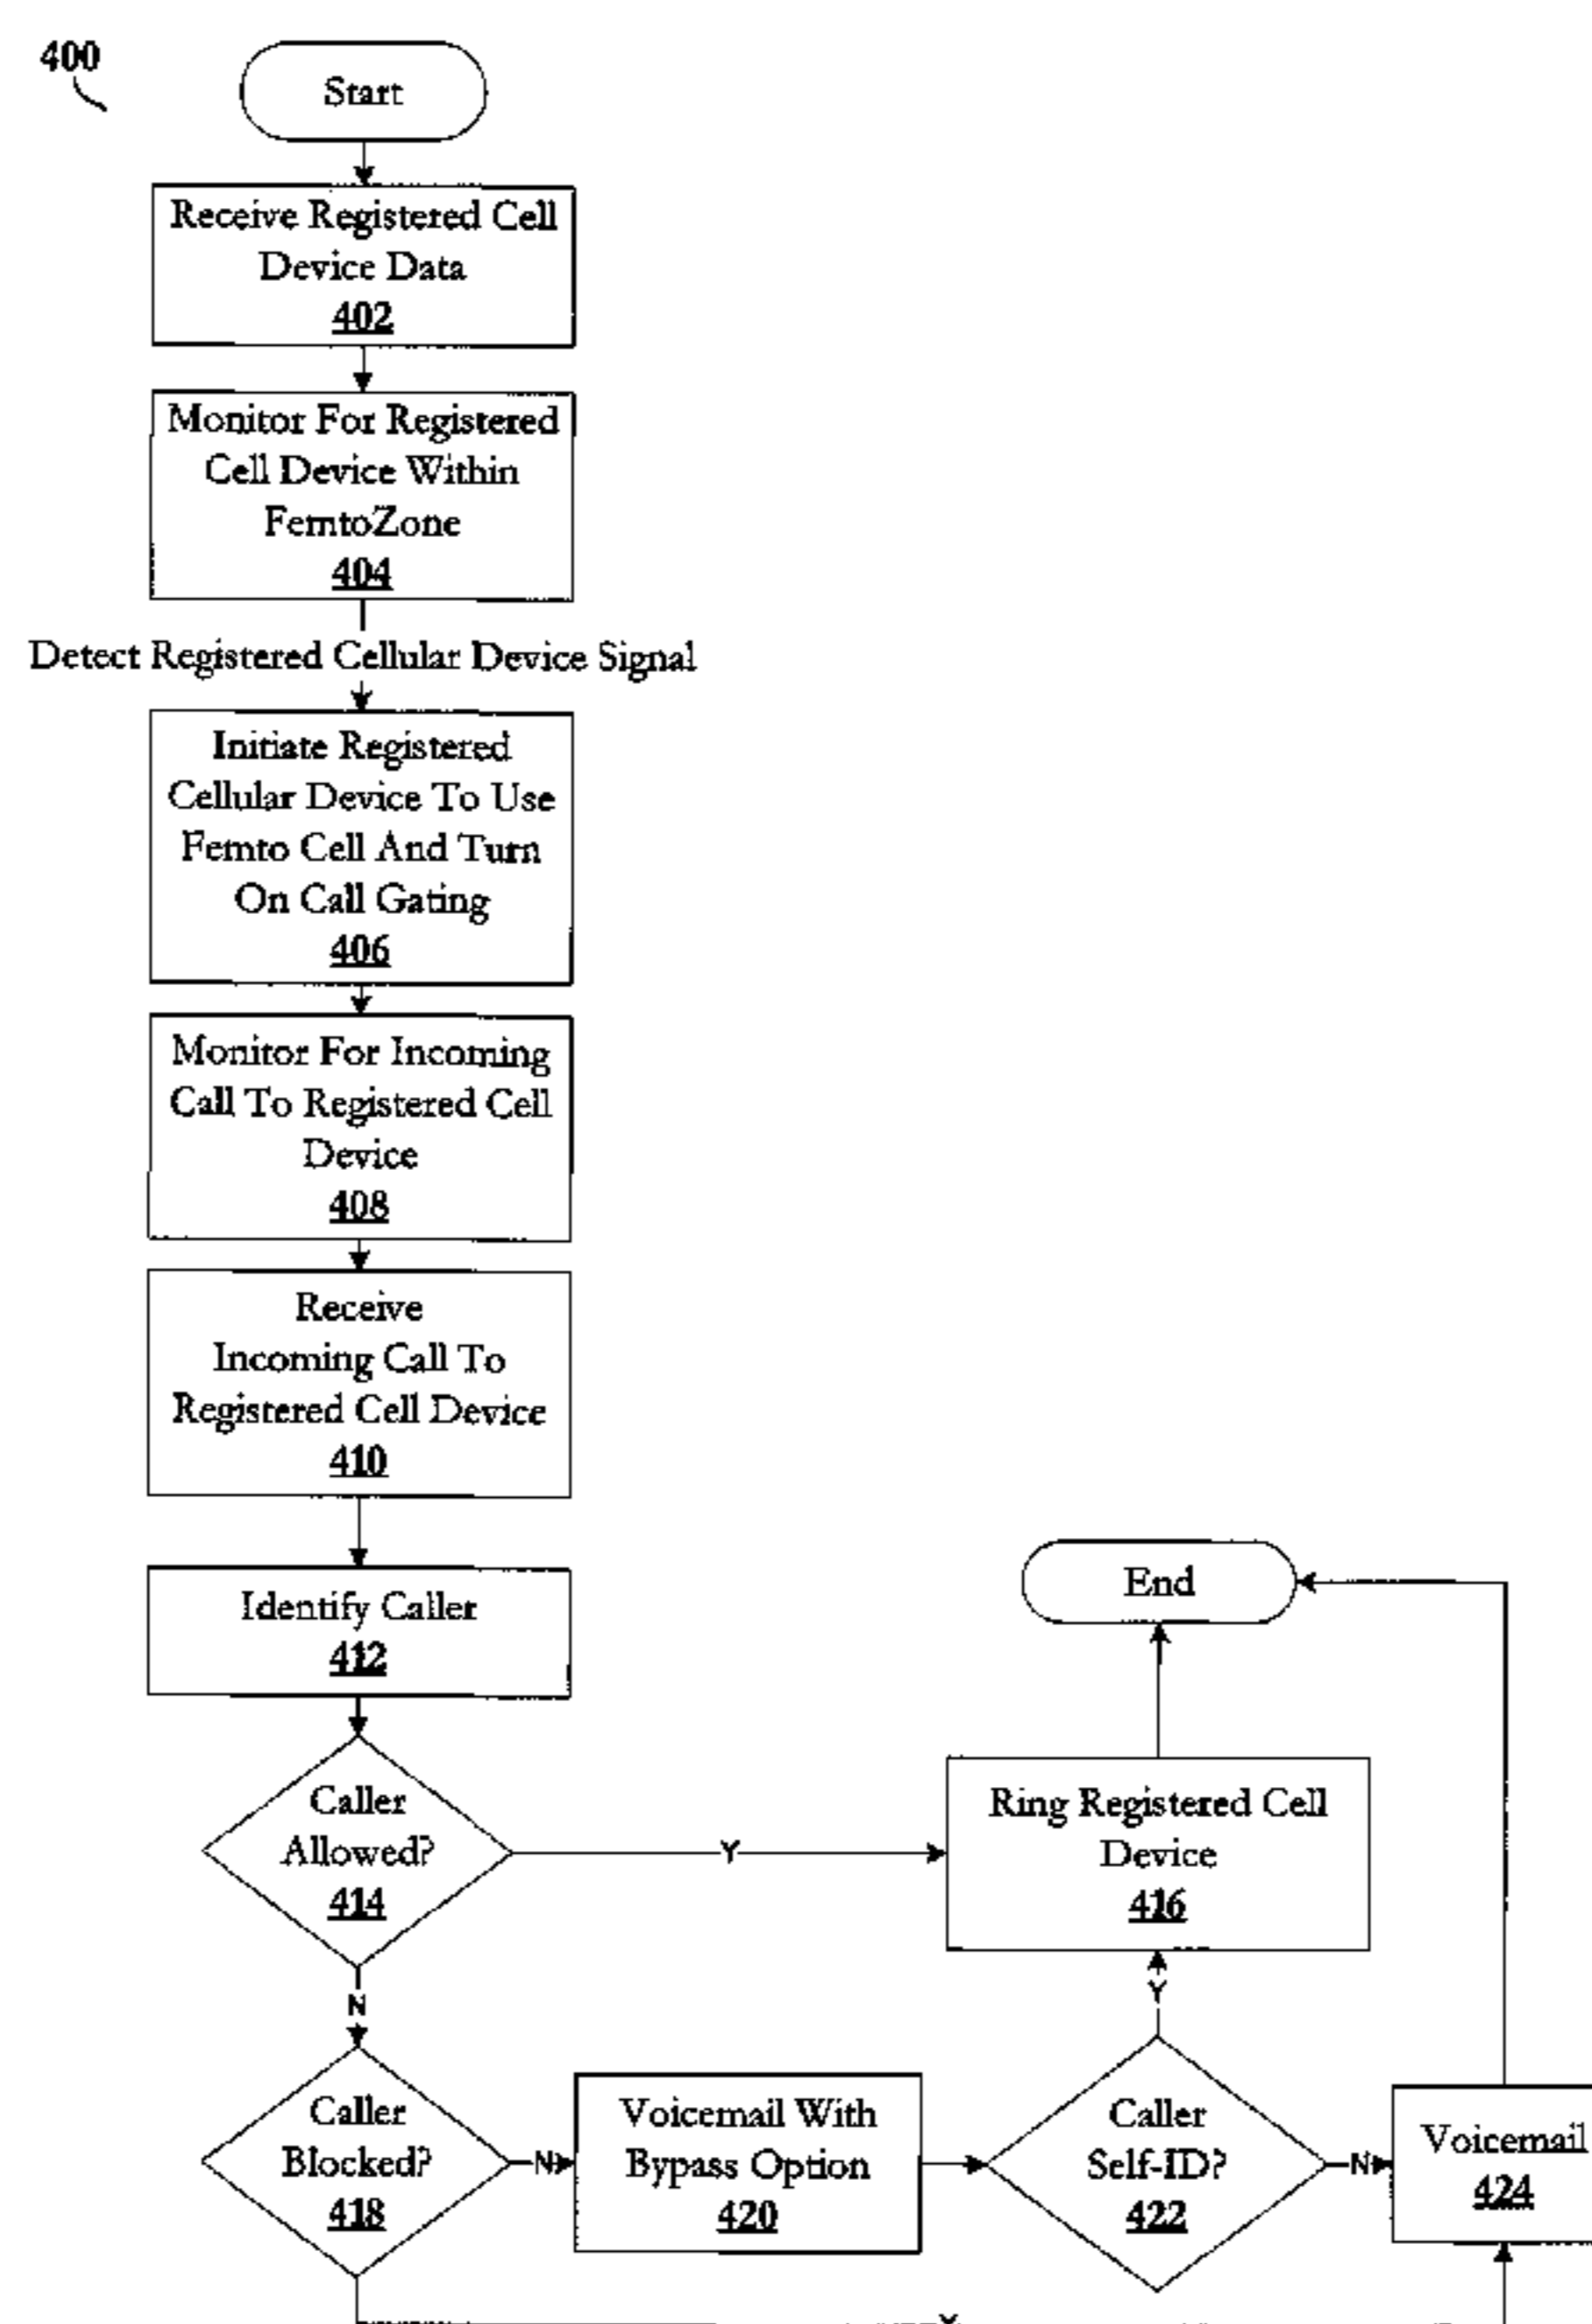 400
Start
Receive Registered Cell
Device Data
402
Monitor For Registered
Cell Device Within
FemtoZone
404
Detect Registered Cellular Device Signal
Initiate Registered
Cellular Device To Use
Femto Cell And Turn
On Call Gating
406
Monitor For Incoming
Call To Registered Cell
Device
408
Receive
Incoming Call To
Registered Cell Device
410
Identify Caller
412
End
Caller
Allowed?
414
Y
Ring Registered Cell
Device
416
N
Y
Caller
Blocked?
418
N
Voicemail With
Bypass Option
420
Caller
Self-ID?
422
N
Voicemail
424
Y